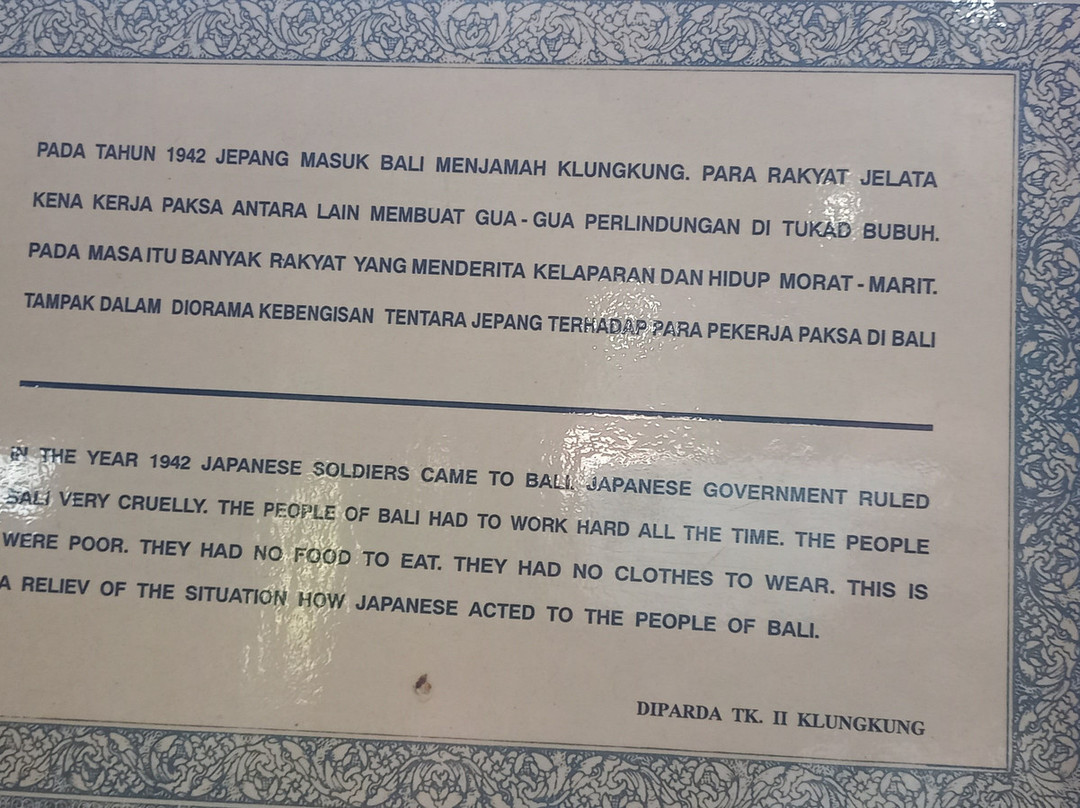 PADA TAHUN 1942 JEPANG MASUK BALI MENJAMAH KLUNGKUNG. PARA RAKYAT JELATA
KENA KERJA PAKSA ANTARA LAIN MEMBUAT GUA - GUA PERLINDUNGAN DI TUKAD BUBUH.
PADA MASA ITU BANYAK RAKYAT YANG MENDERITA KELAPARAN DAN HIDUP MORAT - MARIT.
TAMPAK DALAM DIORAMA KEBENGISAN TENTARA JEPANG TERHADAP PARA PEKERJA PAKSA DI BALI
IN THE YEAR 1942 JAPANESE SOLDIERS CAME TO BALI. JAPANESE GOVERNMENT RULED
BALI VERY CRUELLY. THE PEOPLE OF BALI HAD TO WORK HARD ALL THE TIME. THE PEOPLE
WERE POOR. THEY HAD NO FOOD TO EAT. THEY HAD NO CLOTHES TO WEAR. THIS IS
A RELIEV OF THE SITUATION HOW JAPANESE ACTED TO THE PEOPLE OF BALI.
DIPARDA TK. II KLUNGKUNG